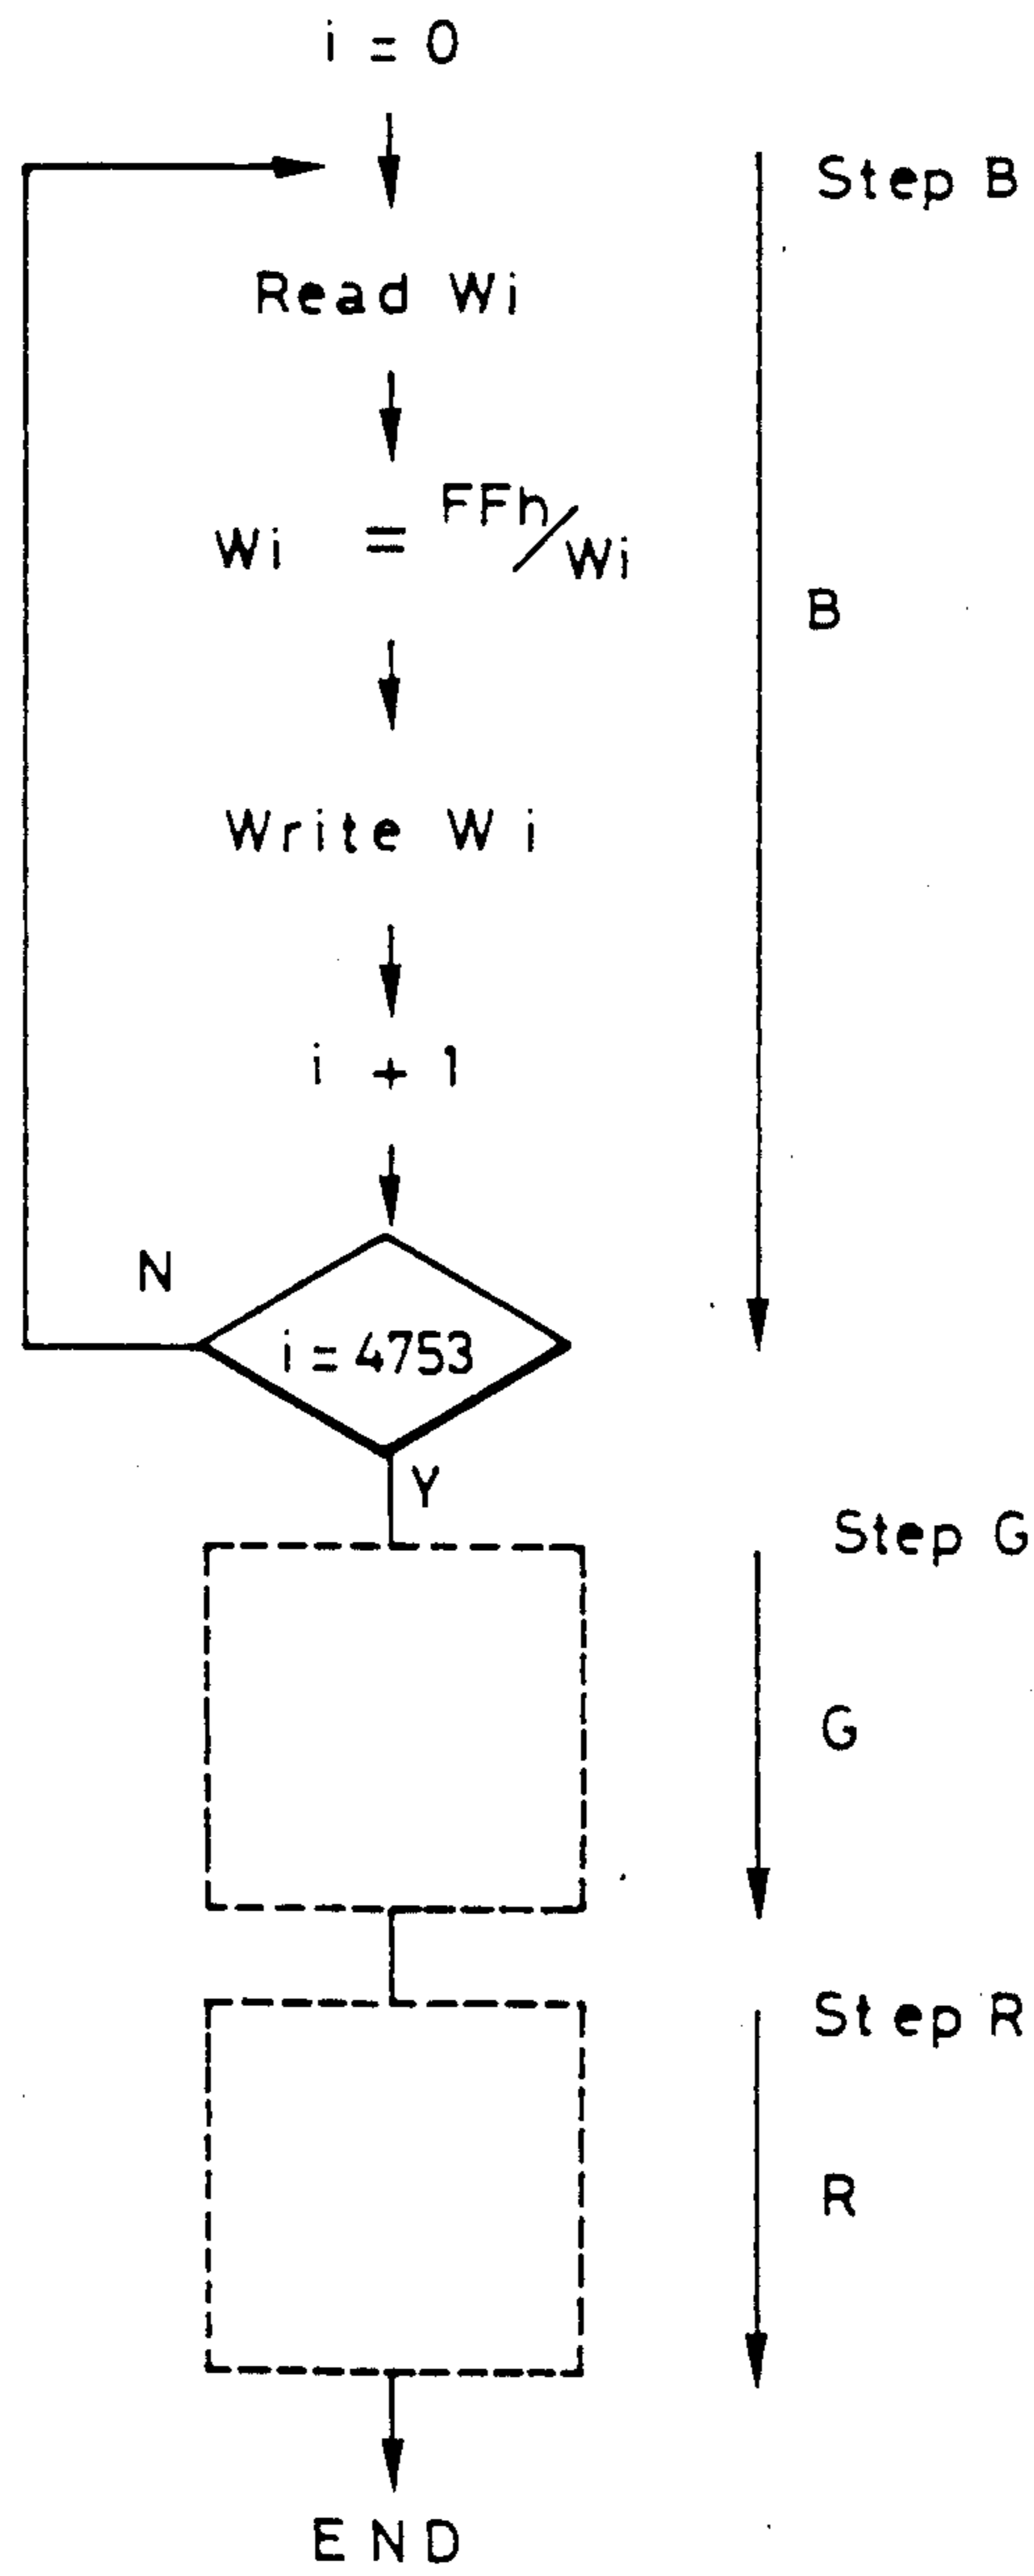 i = 0
Step B
Read Wi
Wi = FFh/Wi
B
Write Wi
i + 1
N
i = 4753
Y
Step G
G
Step R
R
END